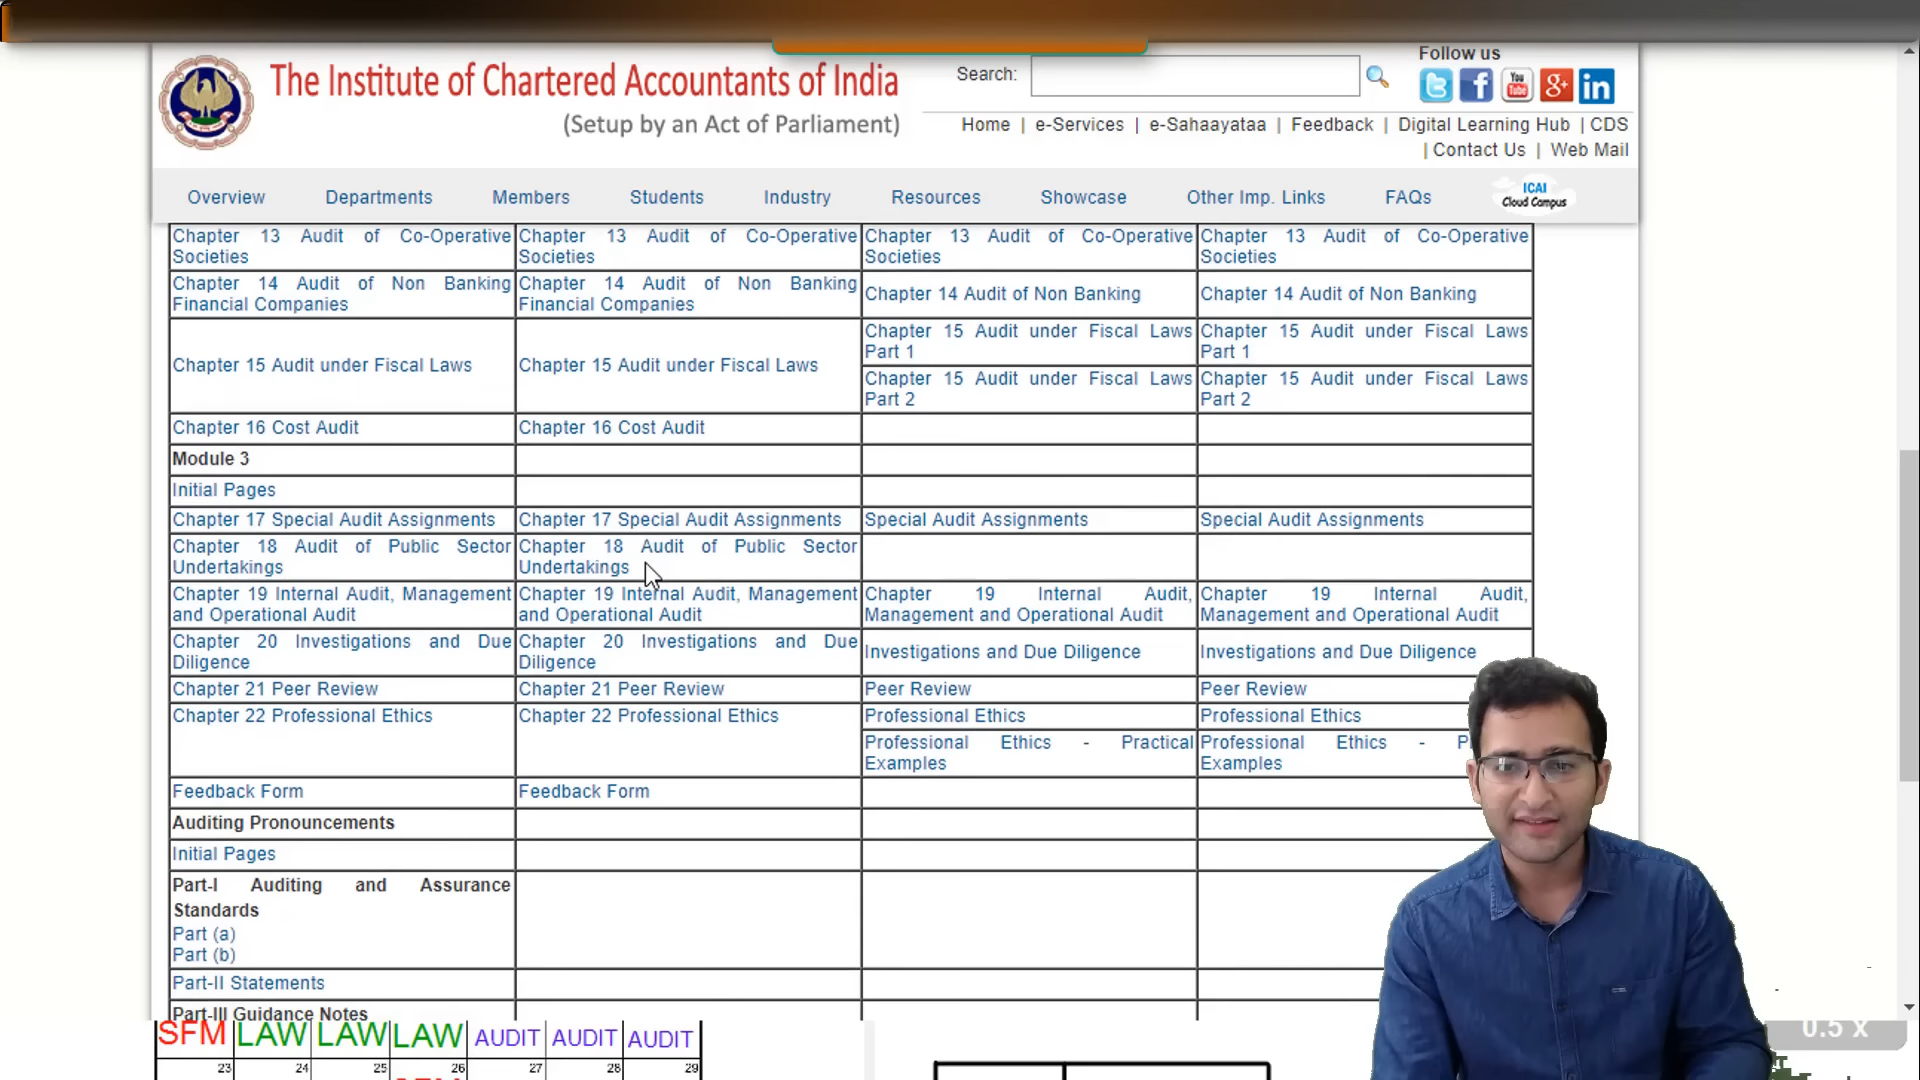 The Institute of Chartered Accountants of India
(Setup by an Act of Parliament)
Search:
Follow us
You Tube
Home | e-Services | e-Sahaayataa | Feedback | Digital Learning Hub | CDS
| Contact Us | Web Mail
Overview Departments Members Students Industry Resources Showcase Other Imp. Links FAQs ICAI Cloud Campus
Chapter 13 Audit of Co-Operative Chapter 13 Audit of Co-Operative Chapter 13 Audit of Co-Operative Chapter 13 Audit of Co-Operative
Societies Societies Societies Societies
Chapter 14 Audit of Non Banking Chapter 14 Audit of Non Banking
Financial Companies Financial Companies
Chapter 14 Audit of Non Banking Chapter 14 Audit of Non Banking
Chapter 15 Audit under Fiscal Laws Chapter 15 Audit under Fiscal Laws
Chapter 15 Audit under Fiscal Laws Chapter 15 Audit under Fiscal Laws
Part 1 Part 1
Chapter 15 Audit under Fiscal Laws Chapter 15 Audit under Fiscal Laws
Part 2 Part 2
Chapter 16 Cost Audit Chapter 16 Cost Audit
Module 3
Initial Pages
Chapter 17 Special Audit Assignments Chapter 17 Special Audit Assignments Special Audit Assignments Special Audit Assignments
Chapter 18 Audit of Public Sector Chapter 18 Audit of Public Sector
Undertakings Undertakings
Chapter 19 Internal Audit, Management Chapter 19 Internal Audit, Management Chapter 19 Internal Audit, Chapter 19 Internal Audit,
and Operational Audit and Operational Audit Management and Operational Audit Management and Operational Audit
Chapter 20 Investigations and Due Chapter 20 Investigations and Due
Diligence Diligence
Investigations and Due Diligence Investigations and Due Diligence
Chapter 21 Peer Review Chapter 21 Peer Review Peer Review Peer Review
Chapter 22 Professional Ethics Chapter 22 Professional Ethics Professional Ethics Professional Ethics
Professional Ethics - Practical Professional Ethics - P
Examples Examples
Feedback Form Feedback Form
Auditing Pronouncements
Initial Pages
Part-I Auditing and Assurance
Standards
Part (a)
Part (b)
Part-II Statements
Part-III Guidance Notes
SFM LAW LAW LAW AUDIT AUDIT AUDIT
23 24 25 26 27 28 29
0.5 x